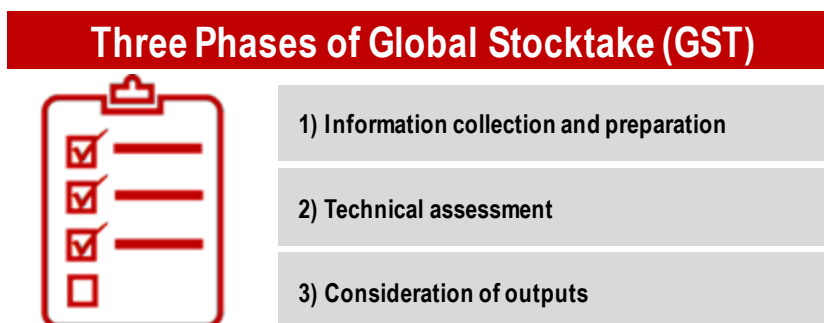 Three Phases of Global Stocktake (GST)
1) Information collection and preparation
2) Technical assessment
3) Consideration of outputs